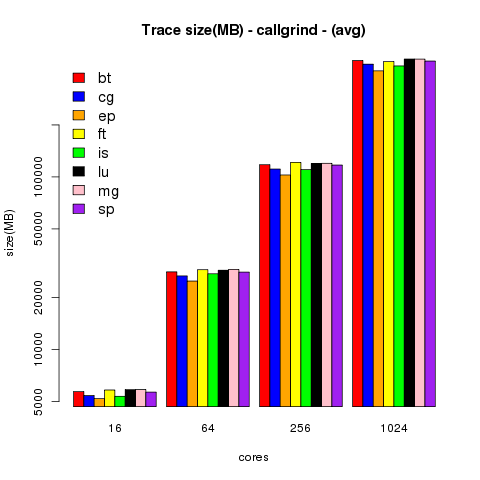 Trace size(MB) - callgrind - (avg)
bt
cg
ep
ft
is
lu
mg
sp
size(MB)
10000
50000
20000
10000
5000
16 64 256 1024
cores